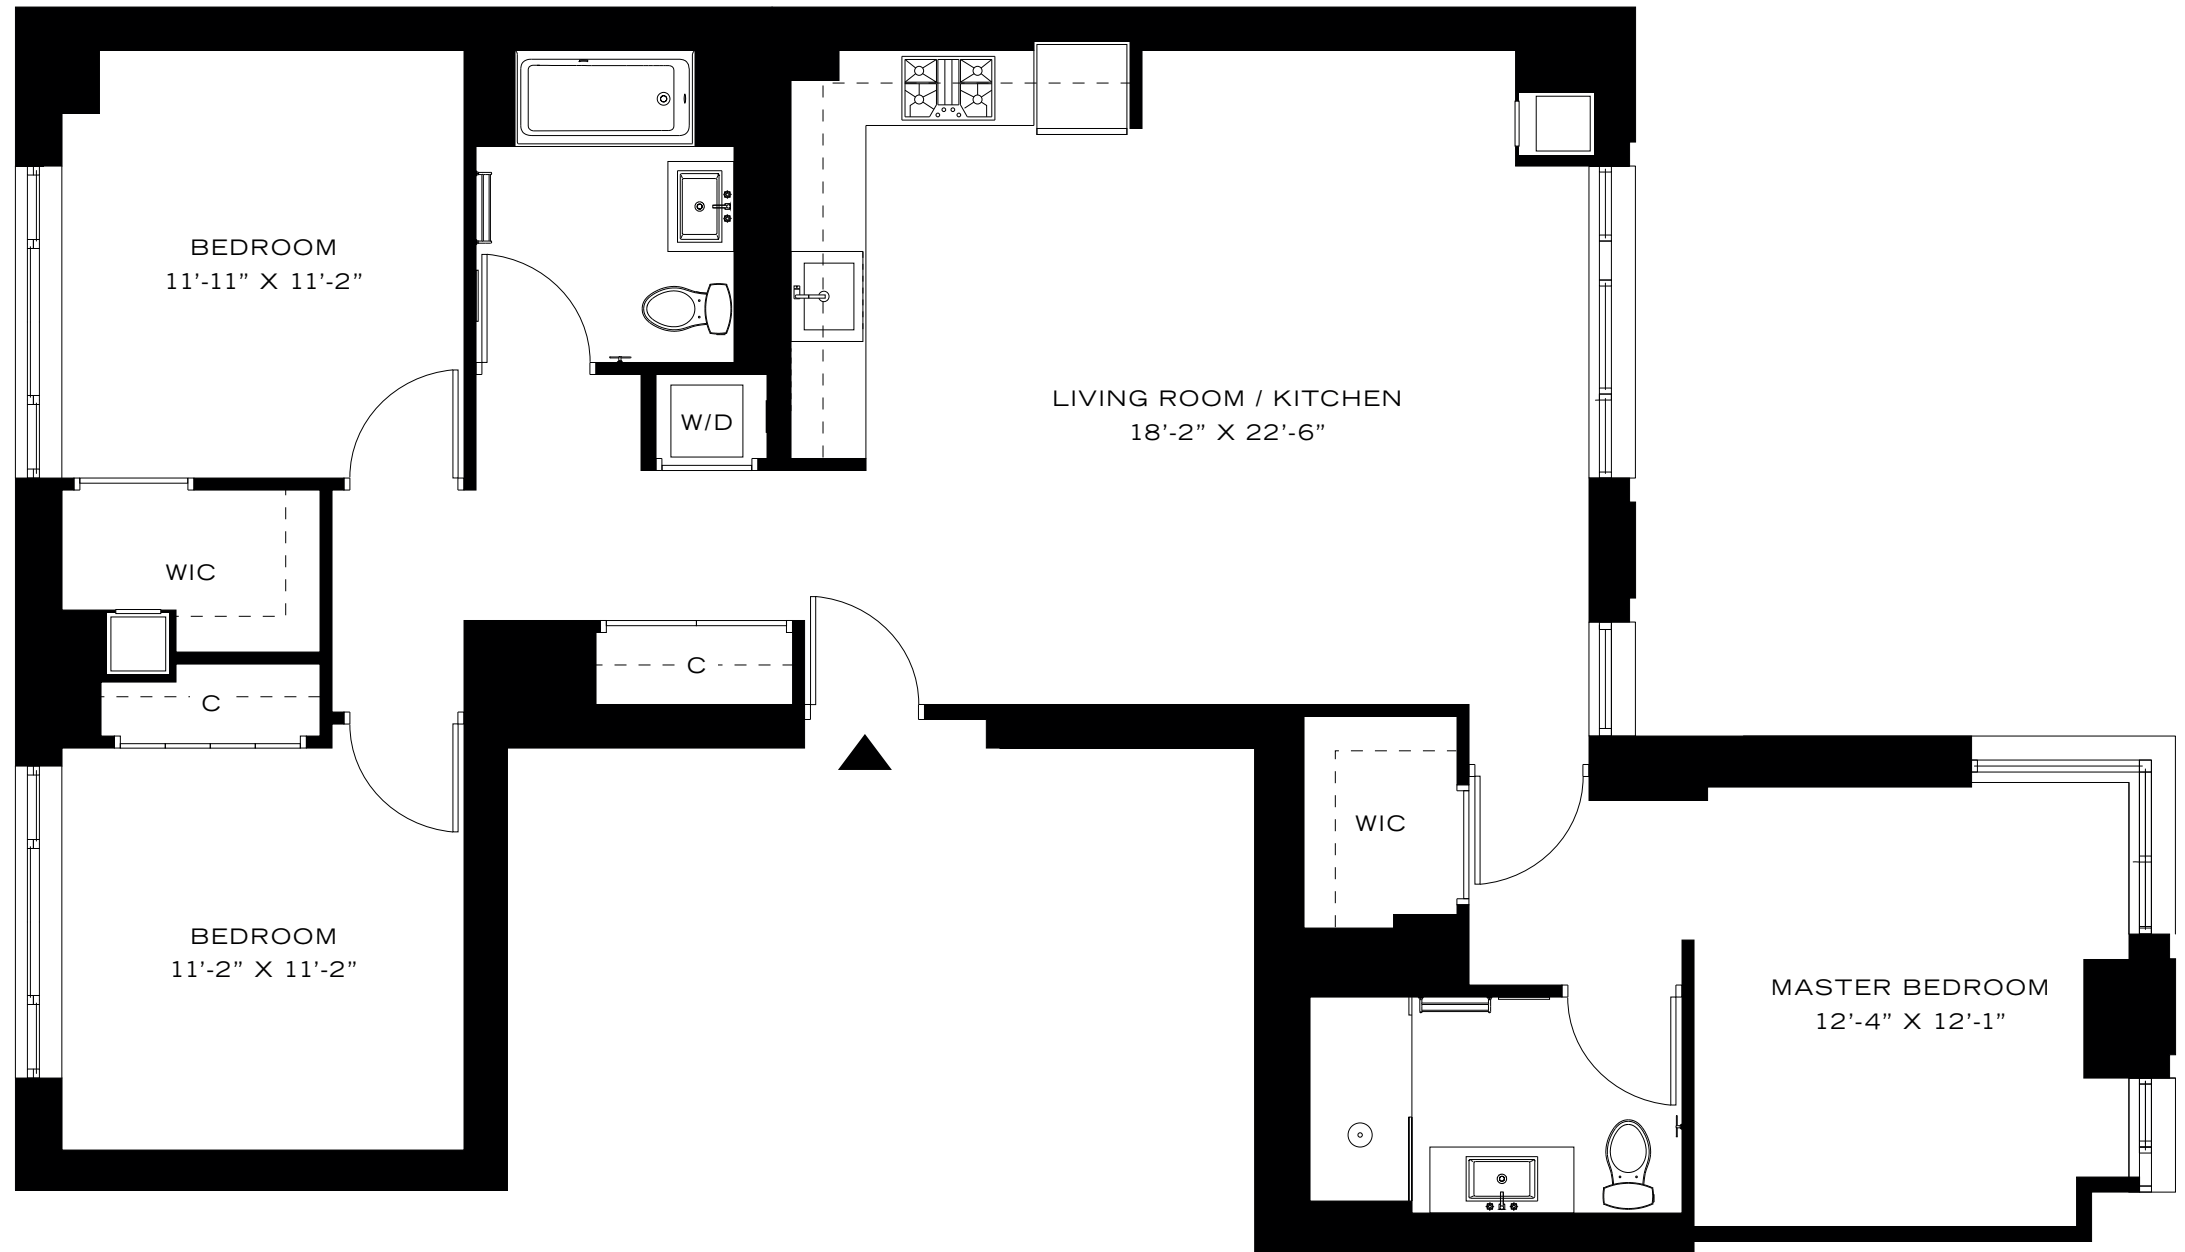 BEDROOM
11’-11” X 11’-2”
W/D
LIVING ROOM / KITCHEN
18’-2” X 22’-6”
WIC
C
C
WIC
BEDROOM
11’-2” X 11’-2”
MASTER BEDROOM
12’-4” X 12’-1”